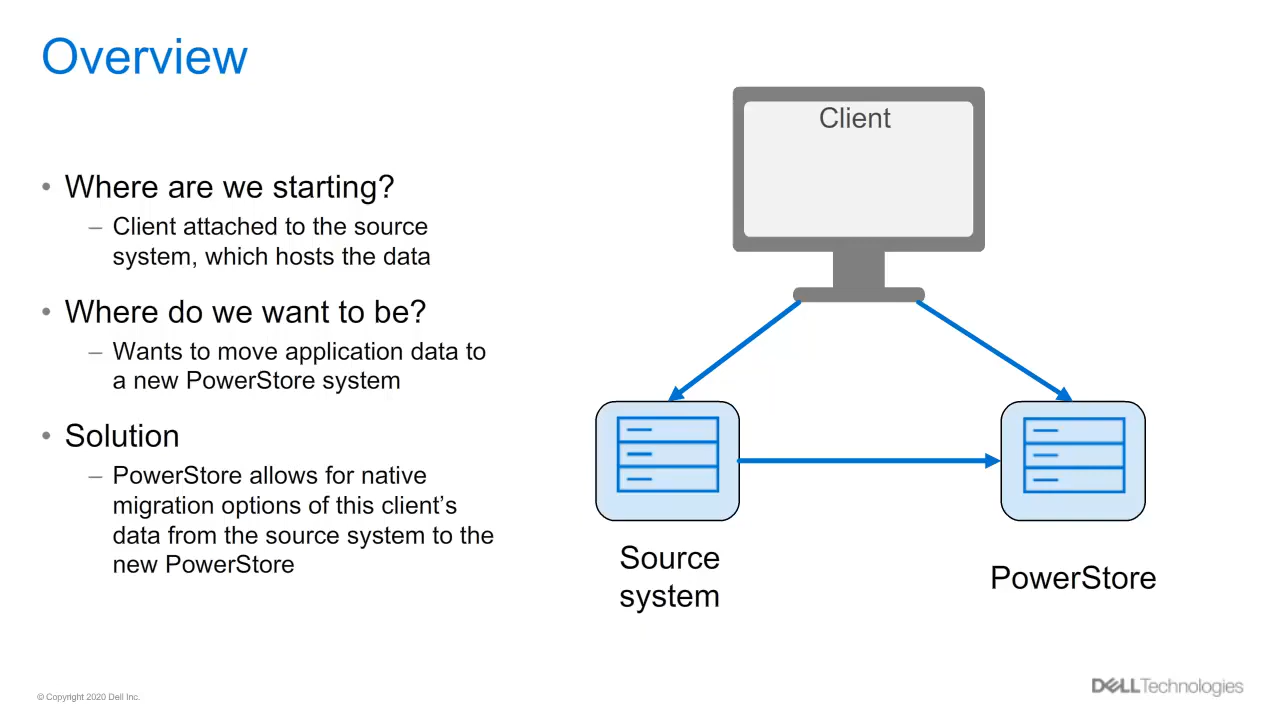 Overview
• Where are we starting?
– Client attached to the source
system, which hosts the data
• Where do we want to be?
– Wants to move application data to
a new PowerStore system
• Solution
– PowerStore allows for native
migration options of this client’s
data from the source system to the
new PowerStore
Client
Source
system
PowerStore
© Copyright 2020 Dell Inc.
DELLTechnologies